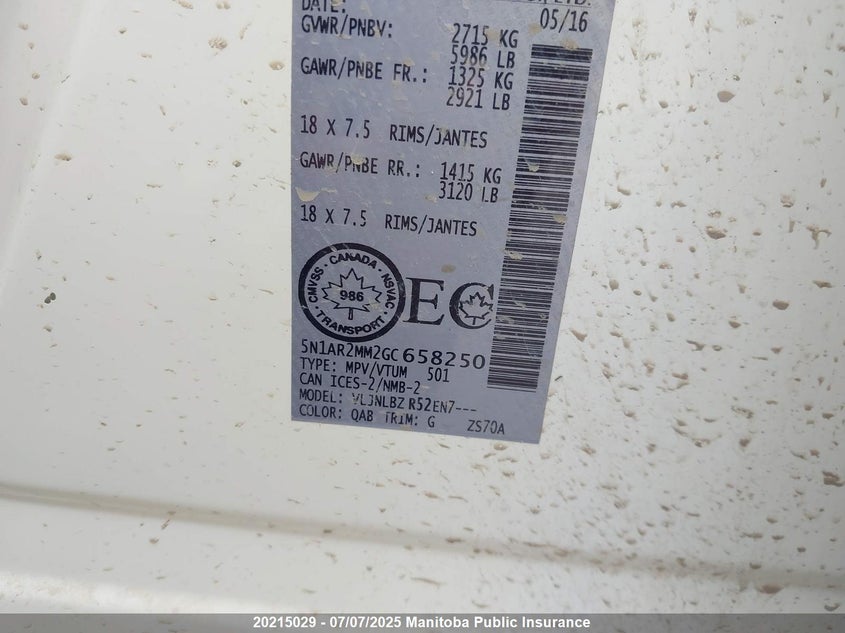 DATE:
05/16
GVWR/PNBV: 2715 KG
5986 LB
GAWR/PNBE FR.: 1325 KG
2921 LB
18 X 7.5 RIMS/JANTES
GAWR/PNBE RR.: 1415 KG
3120 LB
18 X 7.5 RIMS/JANTES
CMVSS · CANADA · NSVAC · TRANSPORT
986
EC
5N1AR2MM2GC658250
TYPE: MPV/VTUM 501
CAN ICES-2/NMB-2
MODEL: R52EN7---
COLOR: QAB TRIM: G ZS70A
20215029 - 07/07/2025 Manitoba Public Insurance